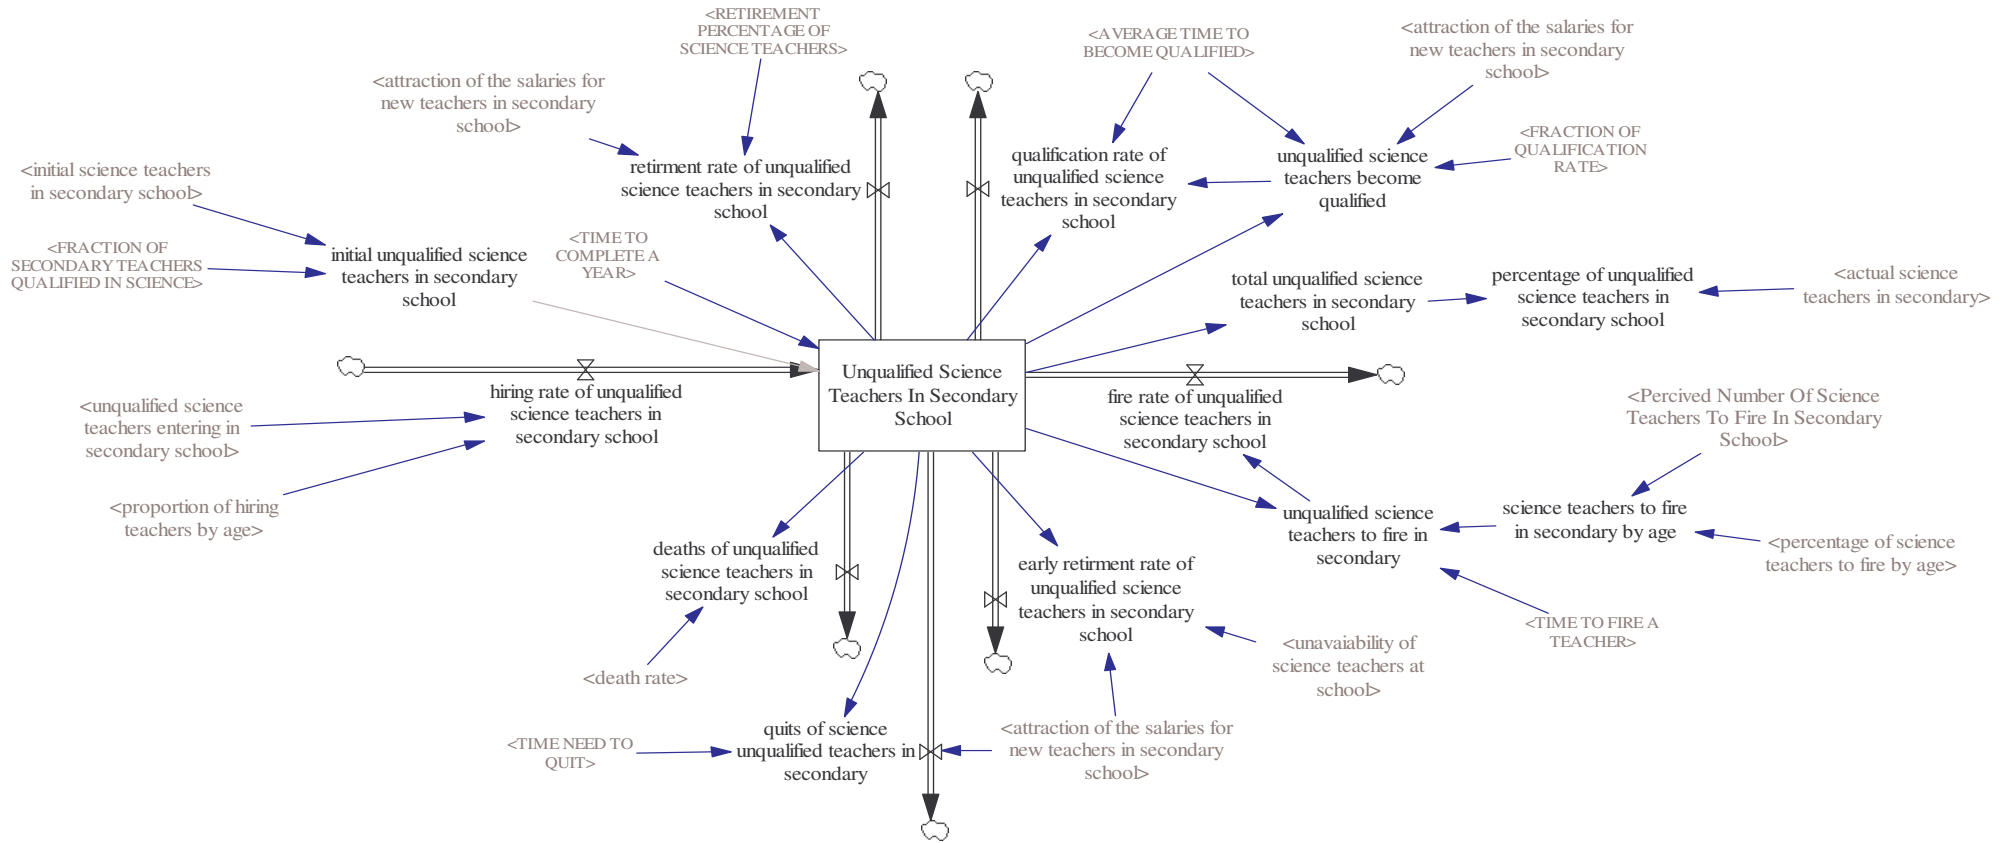 <RETIREMENT
PERCENTAGE OF
SCIENCE TEACHERS>
<attraction of the salaries for
new teachers in secondary
school>
<AVERAGE TIME TO
BECOME QUALIFIED>
<attraction of the salaries for
new teachers in secondary
school>
<FRACTION OF
QUALIFICATION
RATE>
<initial science teachers
in secondary school>
retirment rate of unqualified
science teachers in secondary
school
qualification rate of
unqualified science
teachers in secondary
school
unqualified science
teachers become
qualified
<FRACTION OF
SECONDARY TEACHERS
QUALIFIED IN SCIENCE>
initial unqualified science
teachers in secondary
school
<TIME TO
COMPLETE A
YEAR>
total unqualified science
teachers in secondary
school
percentage of unqualified
science teachers in
secondary school
<actual science
teachers in secondary>
Unqualified Science
Teachers In Secondary
School
hiring rate of unqualified
science teachers in
secondary school
fire rate of unqualified
science teachers in
secondary school
<unqualified science
teachers entering in
secondary school>
<Percived Number Of Science
Teachers To Fire In Secondary
School>
<proportion of hiring
teachers by age>
unqualified science
teachers to fire in
secondary
science teachers to fire
in secondary by age
<percentage of science
teachers to fire by age>
deaths of unqualified
science teachers in
secondary school
early retirment rate of
unqualified science
teachers in secondary
school
<TIME TO FIRE A
TEACHER>
<death rate>
<unavaiability of
science teachers at
school>
<TIME NEED TO
QUIT>
quits of science
unqualified teachers in
secondary
<attraction of the salaries for
new teachers in secondary
school>